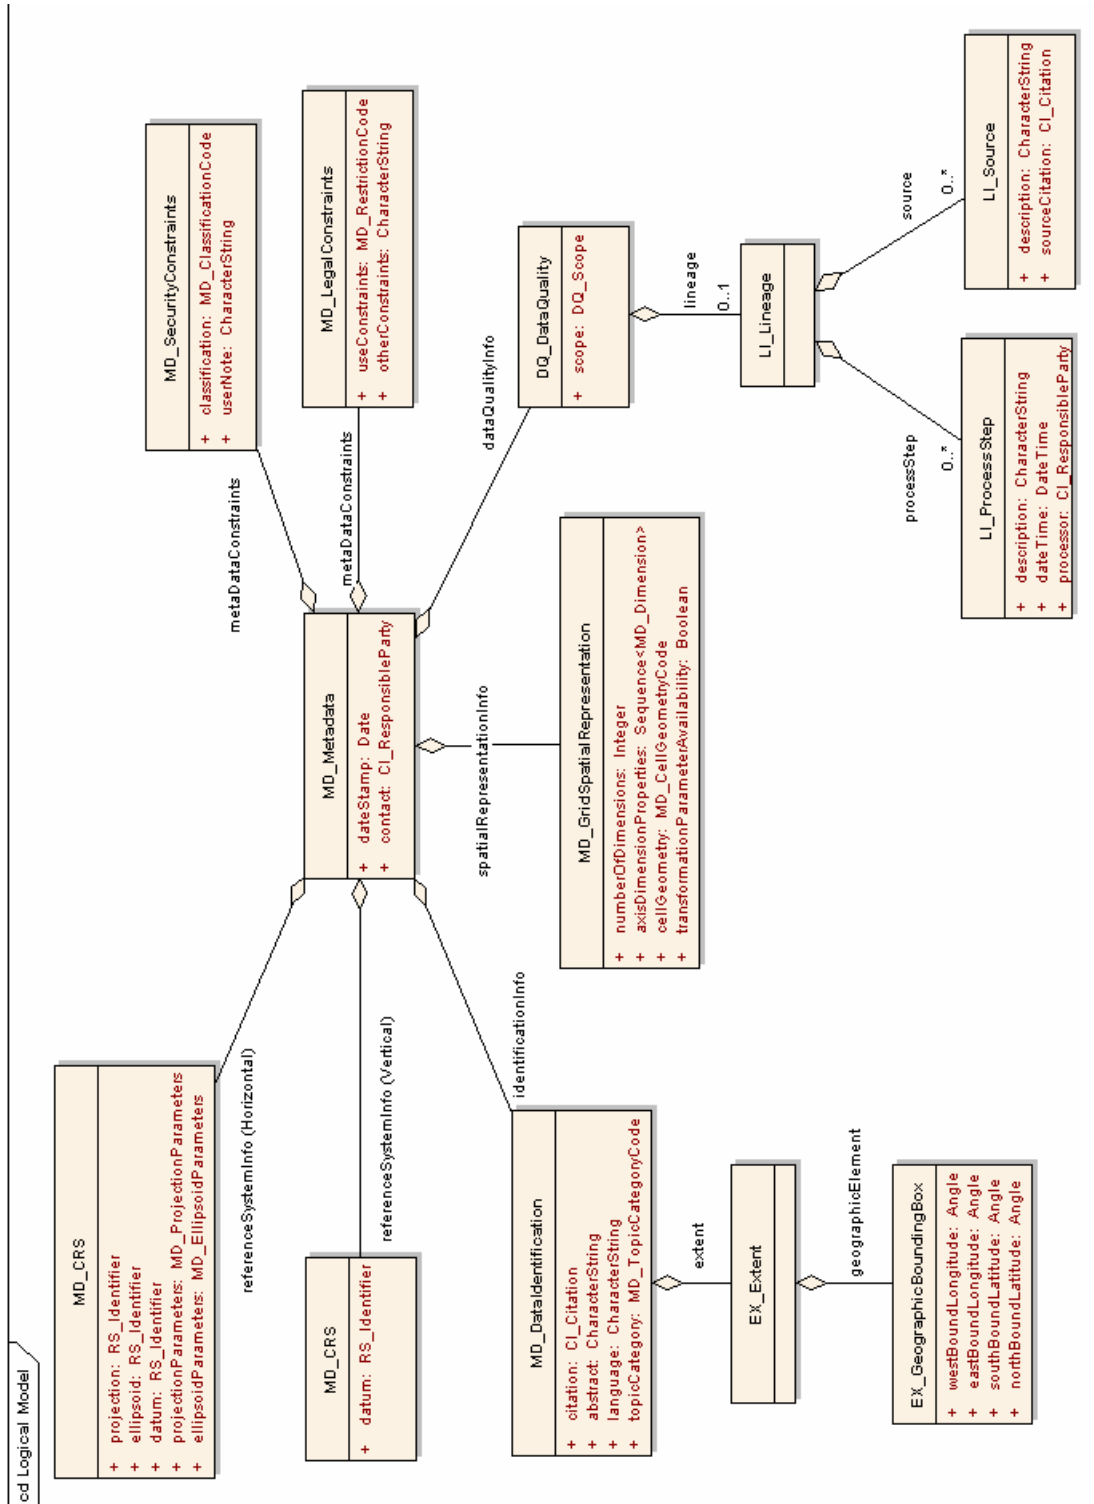 cd Logical Model
MD_CRS
+ projection: RS_Identifier
+ ellipsoid: RS_Identifier
+ datum: RS_Identifier
+ projectionParameters: MD_ProjectionParameters
+ ellipsoidParameters: MD_EllipsoidParameters
referenceSystemInfo (Horizontal)
MD_SecurityConstraints
+ classification: MD_ClassificationCode
+ userNote: CharacterString
metaDataConstraints
MD_CRS
+ datum: RS_Identifier
referenceSystemInfo (Vertical)
MD_Metadata
+ dateStamp: Date
+ contact: CI_ResponsibleParty
metaDataConstraints
MD_LegalConstraints
+ useConstraints: MD_RestrictionCode
+ otherConstraints: CharacterString
identificationInfo
spatialRepresentationInfo
dataQualityInfo
MD_DataIdentification
+ citation: CI_Citation
+ abstract: CharacterString
+ language: CharacterString
+ topicCategory: MD_TopicCategoryCode
MD_GridSpatialRepresentation
+ numberOfDimensions: Integer
+ axisDimensionProperties: Sequence<MD_Dimension>
+ cellGeometry: MD_CellGeometryCode
+ transformationParameterAvailability: Boolean
DQ_DataQuality
+ scope: DQ_Scope
extent
lineage
0..1
EX_Extent
LI_Lineage
geographicElement
processStep
0..*
source
0..*
EX_GeographicBoundingBox
+ westBoundLongitude: Angle
+ eastBoundLongitude: Angle
+ southBoundLatitude: Angle
+ northBoundLatitude: Angle
LI_ProcessStep
+ description: CharacterString
+ dateTime: DateTime
+ processor: CI_ResponsibleParty
LI_Source
+ description: CharacterString
+ sourceCitation: CI_Citation